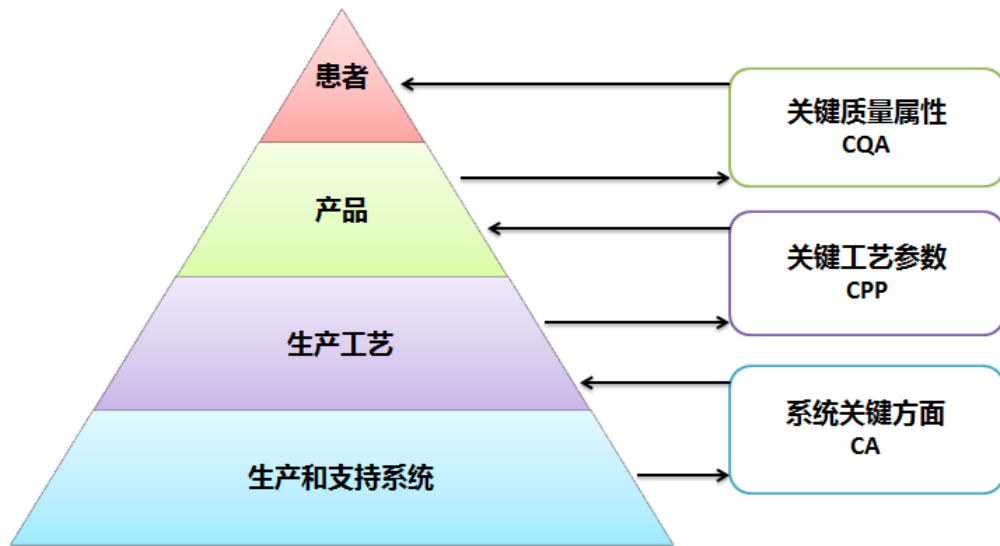 患者
关键质量属性
CQA
产品
关键工艺参数
CPP
生产工艺
系统关键方面
CA
生产和支持系统